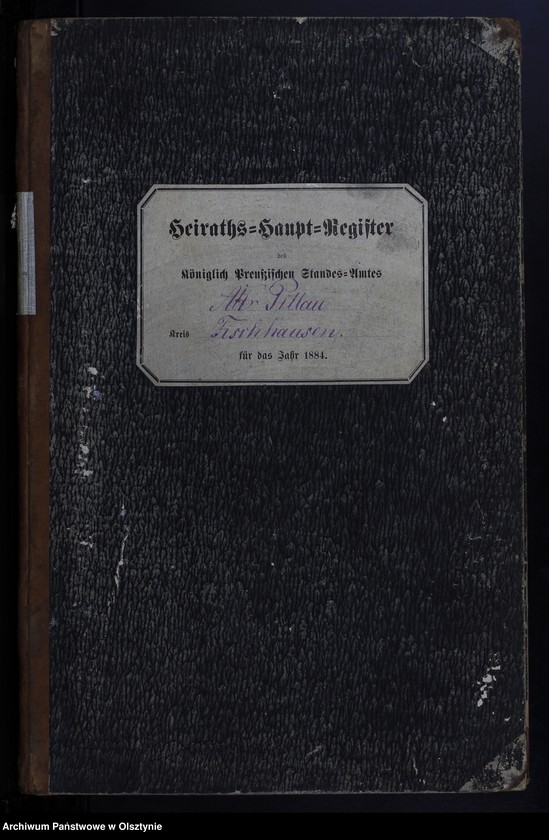 Heiraths=Haupt=Register
des
Königlich Preußischen Standes=Amtes
Alt Pillau
Kreis Fischhausen.
für das Jahr 1884.
Archiwum Państwowe w Olsztynie